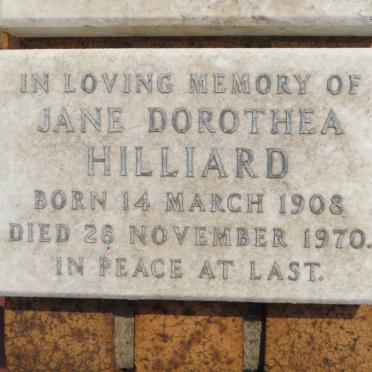 IN LOVING MEMORY OF
JANE DOROTHEA
HILLIARD
BORN 14 MARCH 1908
DIED 28 NOVEMBER 1970.
IN PEACE AT LAST.